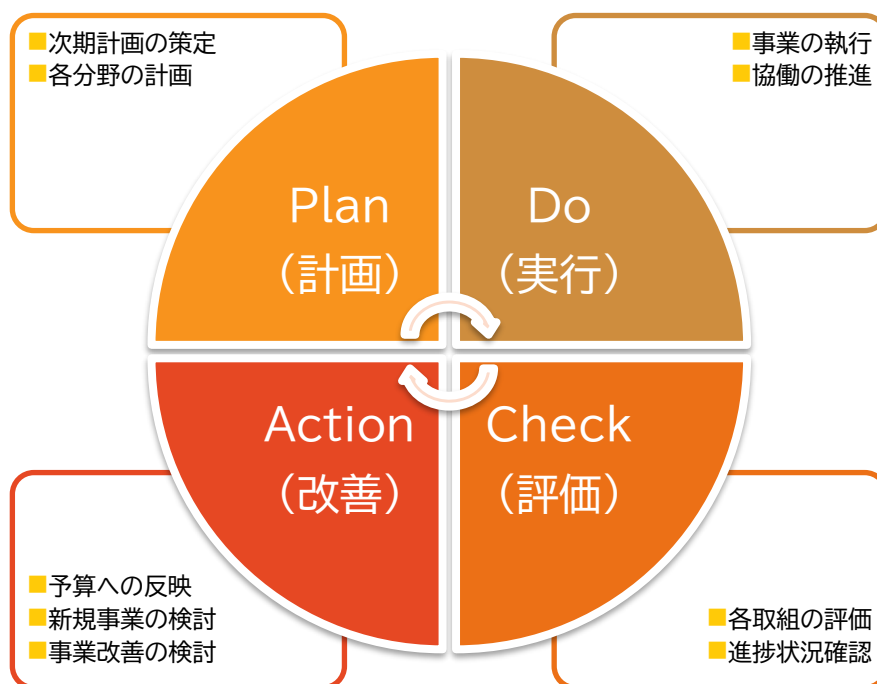 ■次期計画の策定
■各分野の計画
■事業の執行
■協働の推進
Plan
（計画）
Do
（実行）
Action
（改善）
Check
（評価）
■予算への反映
■新規事業の検討
■事業改善の検討
■各取組の評価
■進捗状況確認